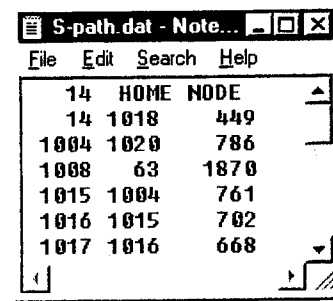 S-path.dat - Note...
File Edit Search Help
14 HOME NODE
14 1018 449
1004 1020 786
1008 63 1870
1015 1004 761
1016 1015 702
1017 1016 668